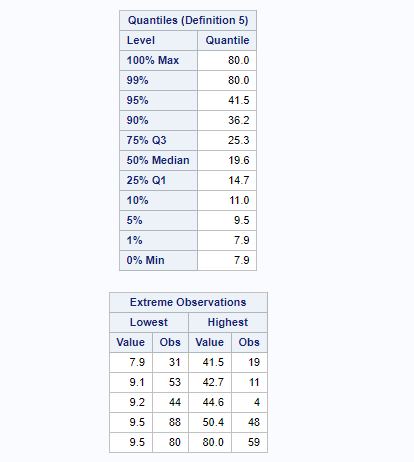 Quantiles (Definition 5)
Level Quantile
100% Max 80.0
99% 80.0
95% 41.5
90% 36.2
75% Q3 25.3
50% Median 19.6
25% Q1 14.7
10% 11.0
5% 9.5
1% 7.9
0% Min 7.9
Extreme Observations
Lowest Highest
Value Obs Value Obs
7.9 31 41.5 19
9.1 53 42.7 11
9.2 44 44.6 4
9.5 88 50.4 48
9.5 80 80.0 59